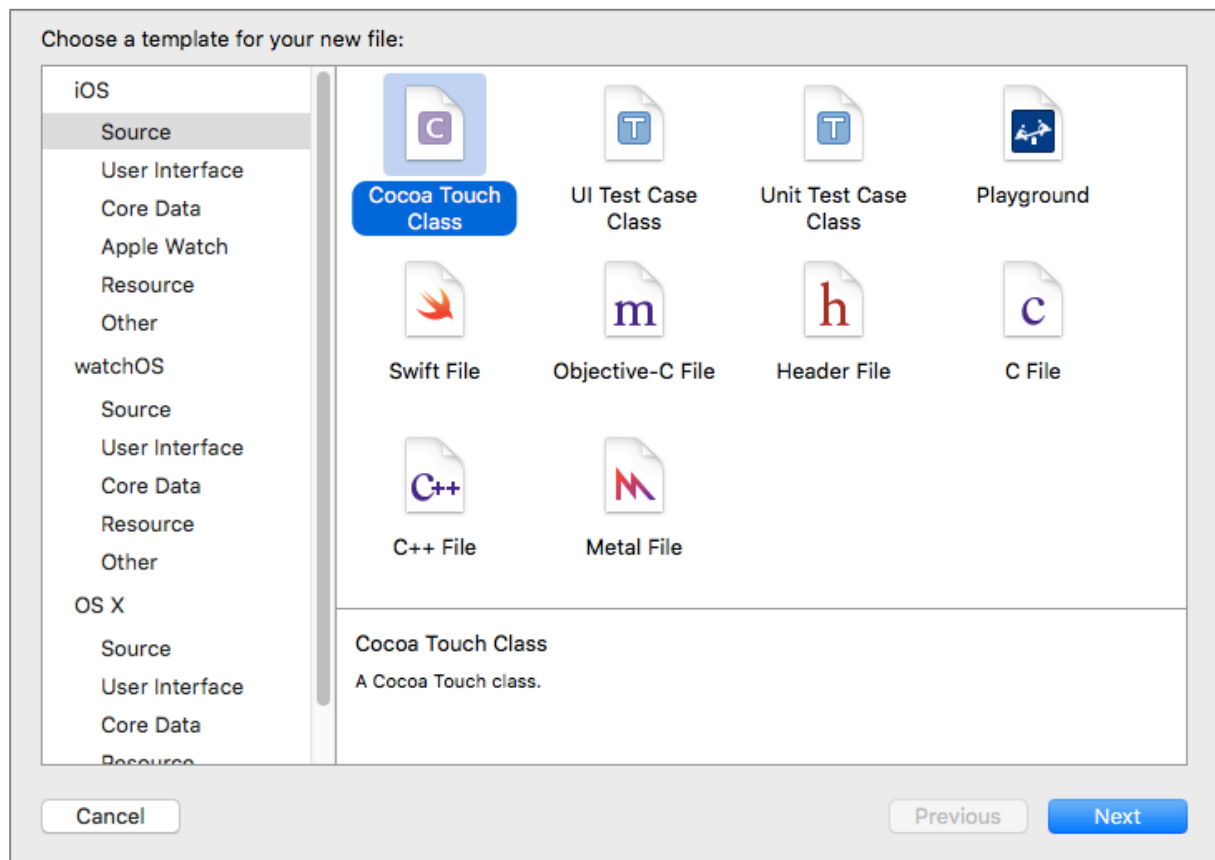 Choose a template for your new file:
iOS
Source
User Interface
Core Data
Apple Watch
Resource
Other
watchOS
Source
User Interface
Core Data
Resource
Other
OS X
Source
User Interface
Core Data
Resource
C
Cocoa Touch
Class
T
UI Test Case
Class
T
Unit Test Case
Class
Playground
Swift File
m
Objective-C File
h
Header File
c
C File
C++
C++ File
Metal File
Cocoa Touch Class
A Cocoa Touch class.
Cancel
Previous
Next